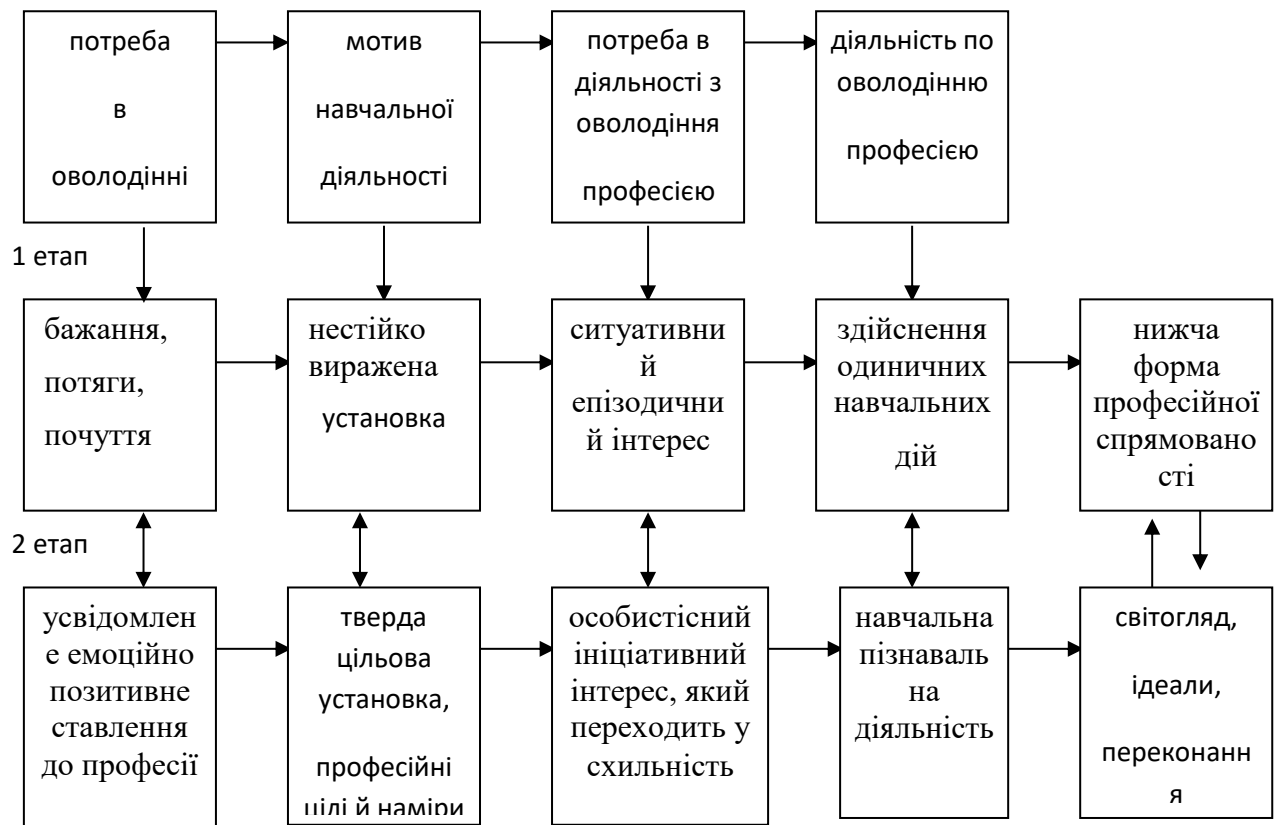 потреба
в
оволодінні
мотив
навчальної
діяльності
потреба в
діяльності з
оволодіння
професією
діяльність по
оволодінню
професією
1 етап
бажання,
потяги,
почуття
нестійко
виражена
установка
ситуативни
й
епізодични
й інтерес
здійснення
одиничних
навчальних
дій
нижча
форма
професійної
спрямовано
сті
2 етап
усвідомлен
е емоційно
позитивне
ставлення
до професії
тверда
цільова
установка,
професійні
цілі й наміри
особистісний
ініціативний
інтерес, який
переходить у
схильність
навчальна
пізнаваль
на
діяльність
світогляд,
ідеали,
переконанн
я